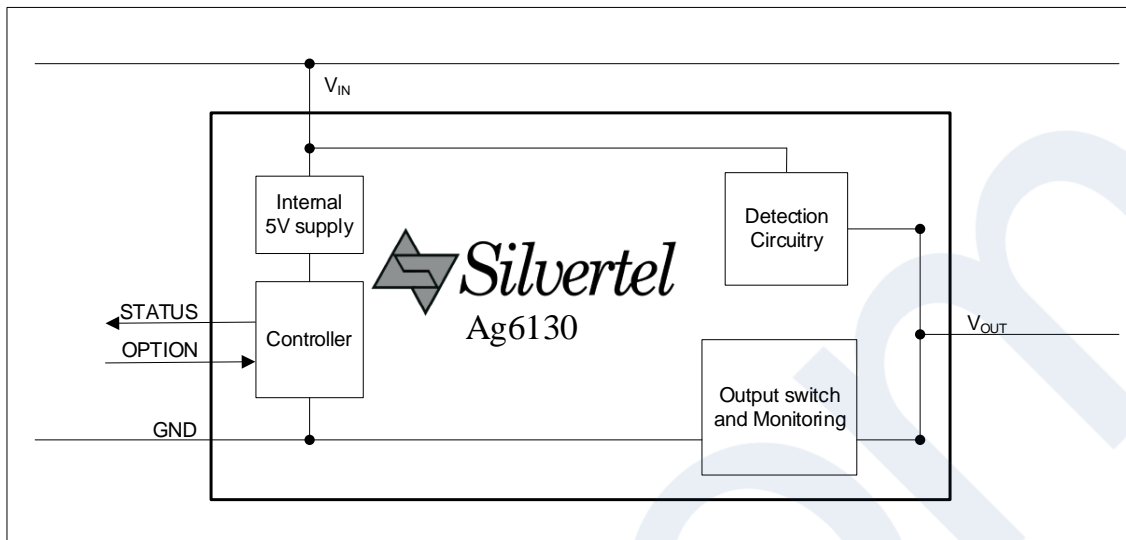 VIN
Internal
5V supply
Detection
Circuitry
Silvertel
Ag6130
STATUS
OPTION
Controller
VOUT
Output switch
and Monitoring
GND